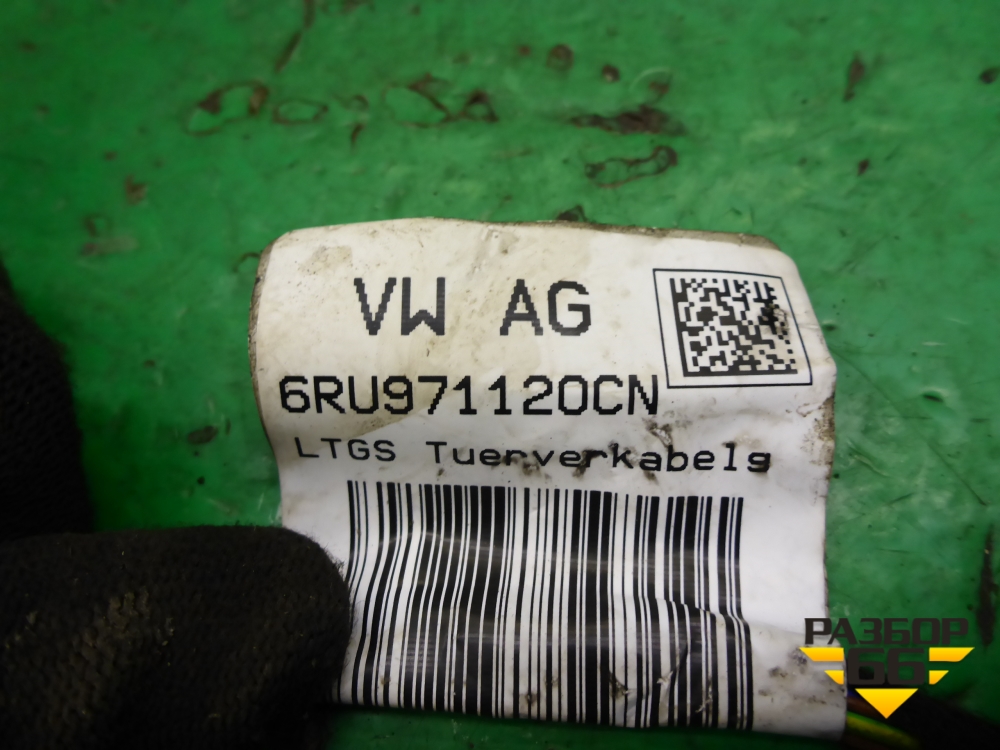 VW AG
6RU971120CN
LTGS Tuerverkabelg
РАЗБОР
66